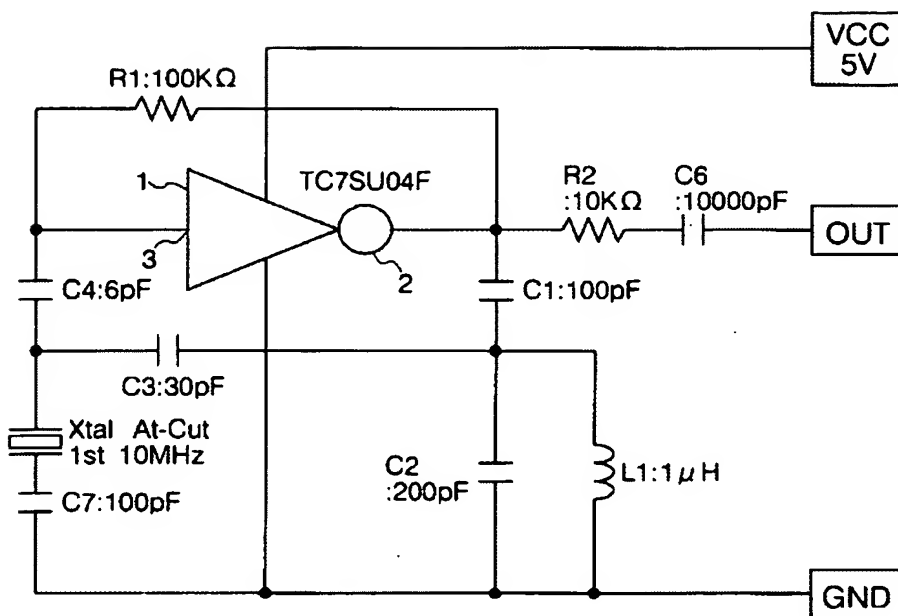 VCC
5V
R1:100KΩ
1
TC7SU04F
R2
:10KΩ
C6
:10000pF
OUT
3
2
C4:6pF
C1:100pF
C3:30pF
Xtal At-Cut
1st 10MHz
C2
:200pF
L1:1μH
C7:100pF
GND